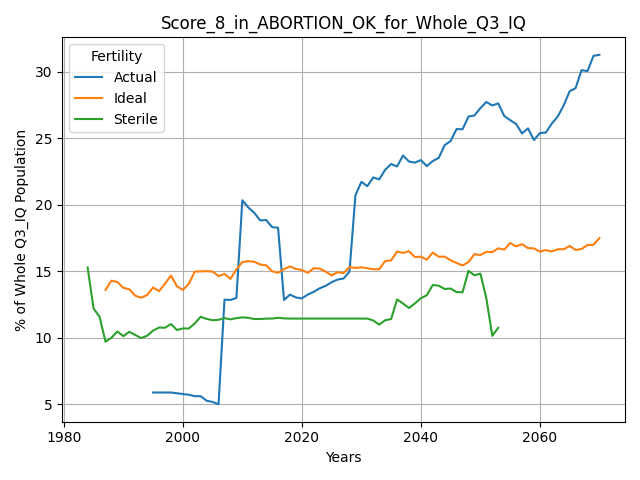 Score_8_in_ABORTION_OK_for_Whole_Q3_IQ
Fertility
Actual
Ideal
Sterile
% of Whole Q3_IQ Population
30
25
20
15
10
5
1980
2000
2020
2040
2060
Years